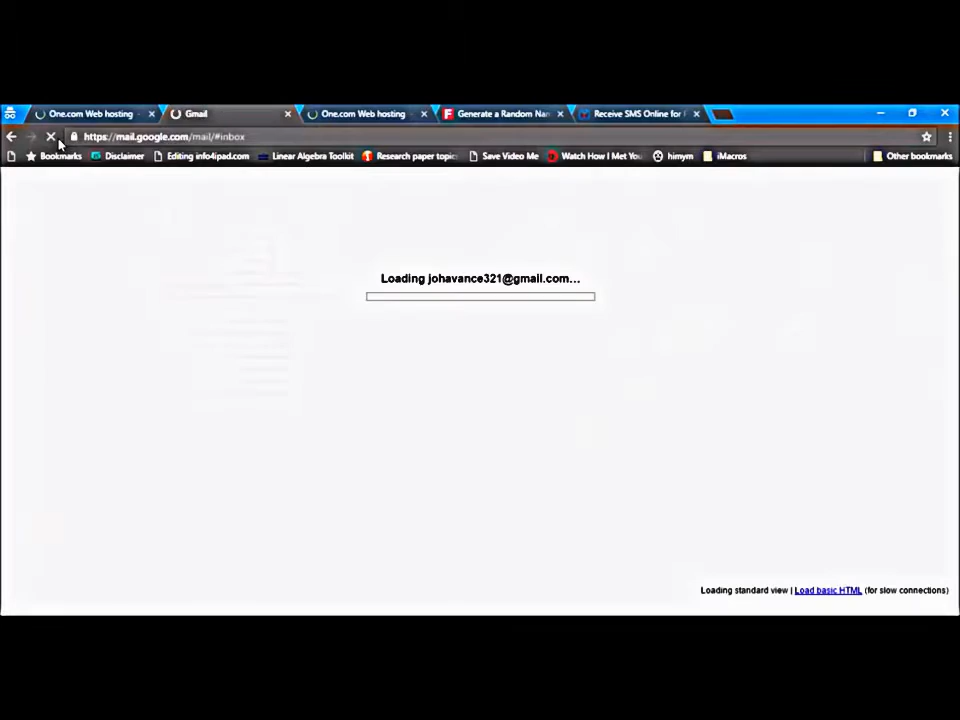 One.com Web hosting
Gmail
One.com Web hosting
Generate a Random Nan
Receive SMS Online for F
https://mail.google.com/mail/#inbox
Bookmarks
Disclaimer
Editing info4ipad.com
Linear Algebra Toolkit
Research paper topic
Save Video Me
Watch How I Met You
himym
iMacros
Other bookmarks
Loading johavance321@gmail.com...
Loading standard view | Load basic HTML (for slow connections)